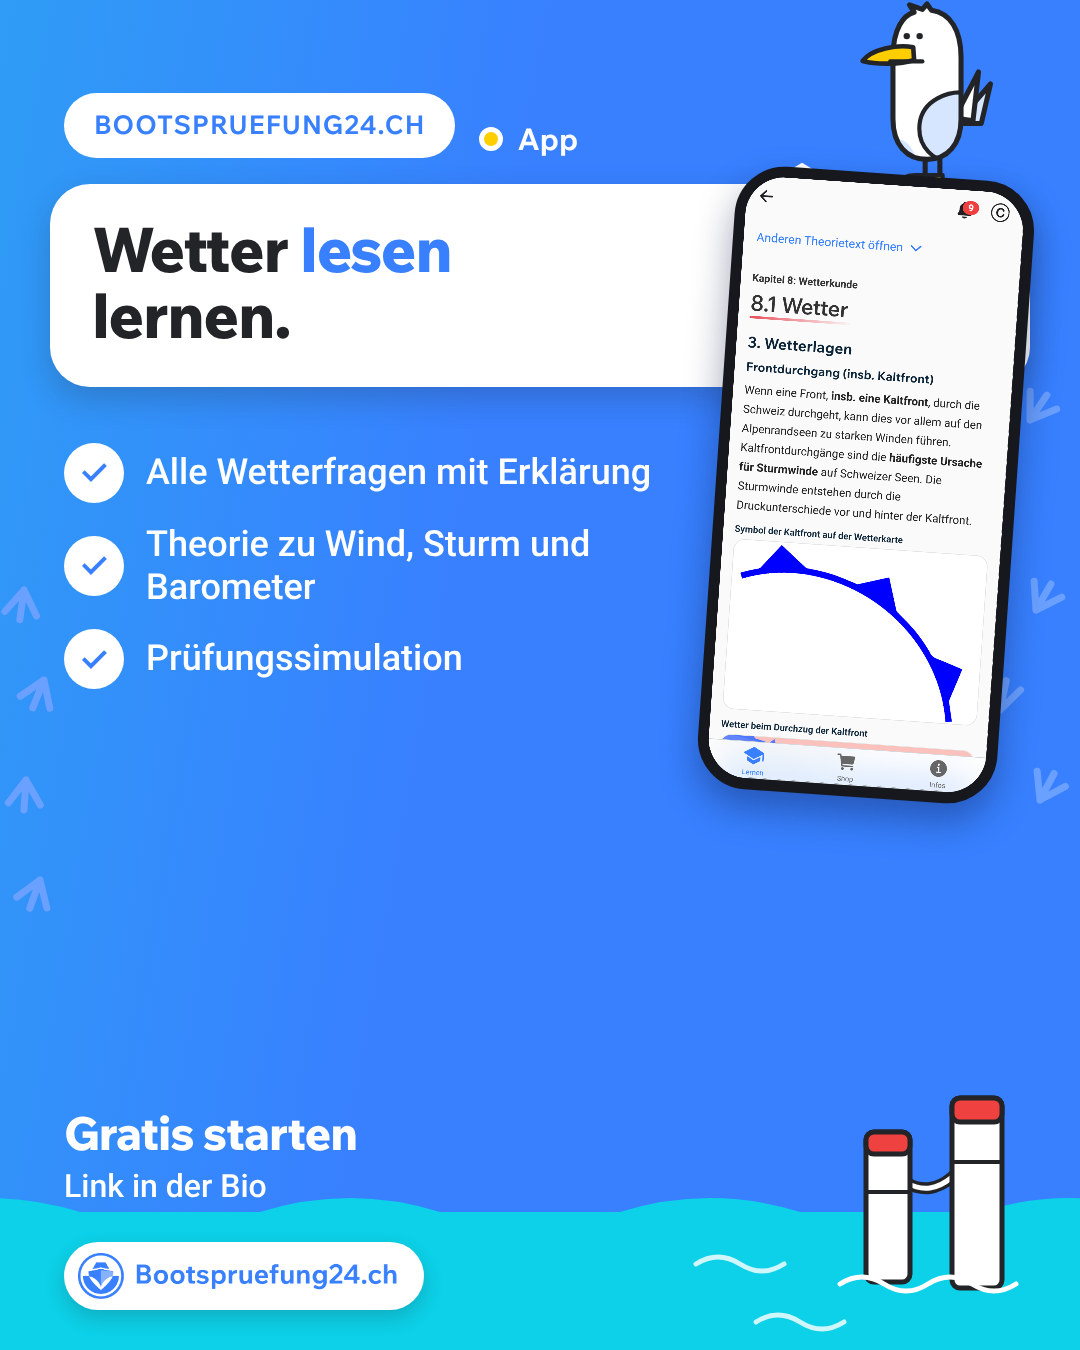 BOOTSPRUEFUNG24.CH
App
Wetter lesen
lernen.
Alle Wetterfragen mit Erklärung
Theorie zu Wind, Sturm und
Barometer
Prüfungssimulation
9
C
Anderen Theorietext öffnen
Kapitel 8: Wetterkunde
8.1 Wetter
3. Wetterlagen
Frontdurchgang (insb. Kaltfront)
Wenn eine Front, insb. eine Kaltfront, durch die
Schweiz durchgeht, kann dies vor allem auf den
Alpenrandseen zu starken Winden führen.
Kaltfrontdurchgänge sind die häufigste Ursache
für Sturmwinde auf Schweizer Seen. Die
Sturmwinde entstehen durch die
Druckunterschiede vor und hinter der Kaltfront.
Symbol der Kaltfront auf der Wetterkarte
Wetter beim Durchzug der Kaltfront
Lernen
Shop
Infos
Gratis starten
Link in der Bio
Bootspruefung24.ch